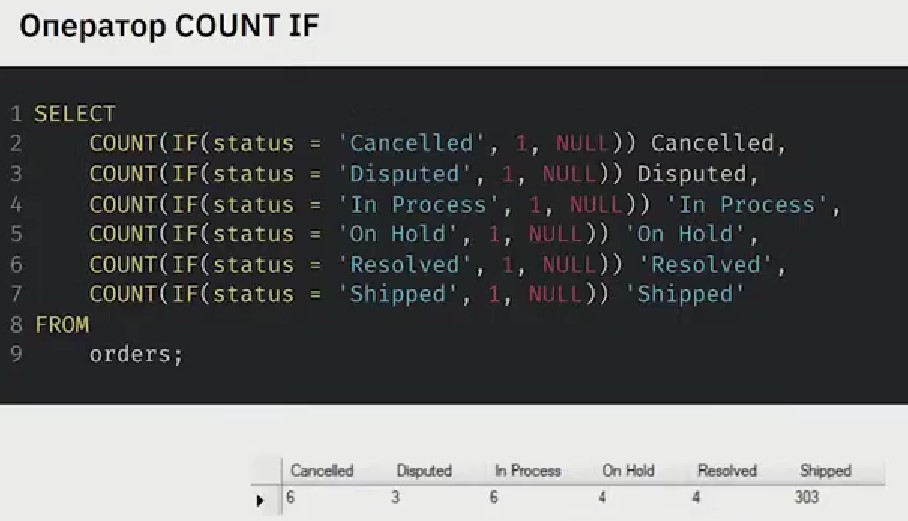 Оператор COUNT IF
1 SELECT
2 COUNT(IF(status = 'Cancelled', 1, NULL)) Cancelled,
3 COUNT(IF(status = 'Disputed', 1, NULL)) Disputed,
4 COUNT(IF(status = 'In Process', 1, NULL)) 'In Process',
5 COUNT(IF(status = 'On Hold', 1, NULL)) 'On Hold',
6 COUNT(IF(status = 'Resolved', 1, NULL)) 'Resolved',
7 COUNT(IF(status = 'Shipped', 1, NULL)) 'Shipped'
8 FROM
9 orders;
Cancelled Disputed In Process On Hold Resolved Shipped
6 3 6 4 4 303